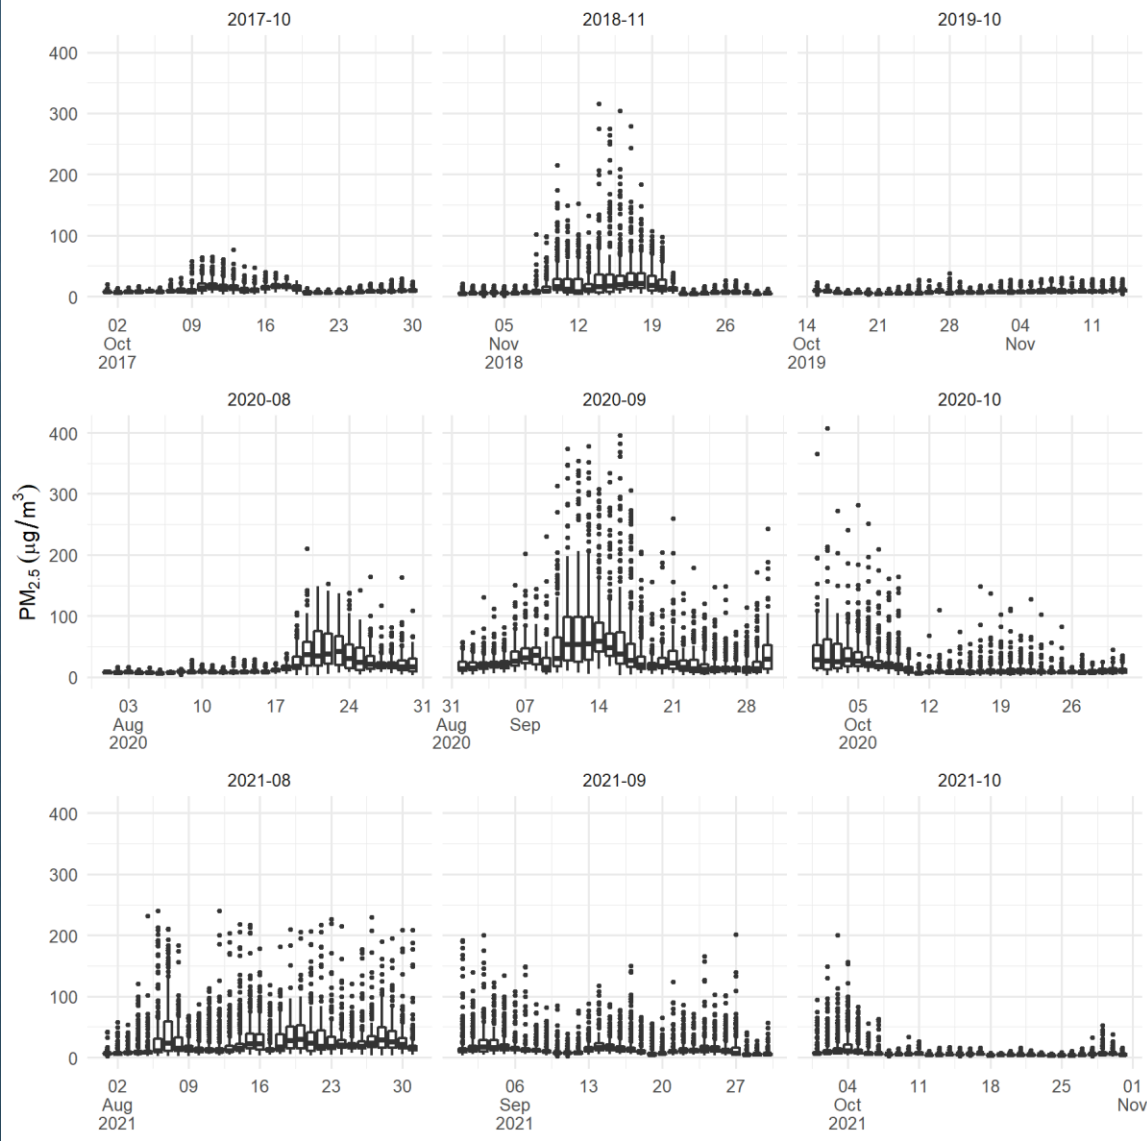 2017-10 2018-11 2019-10
400
300
200
100
0
02 09 16 23 30 05 12 19 26 14 21 28 04 11
Oct Nov Oct Nov
2017 2018 2019
2020-08 2020-09 2020-10
400
300
200
100
0
PM2.5 (μg/m3)
03 10 17 24 31 31 07 14 21 28 05 12 19 26
Aug Aug Sep Oct
2020 2020 2020
2021-08 2021-09 2021-10
400
300
200
100
0
02 09 16 23 30 06 13 20 27 04 11 18 25 01
Aug Sep Oct Nov
2021 2021 2021